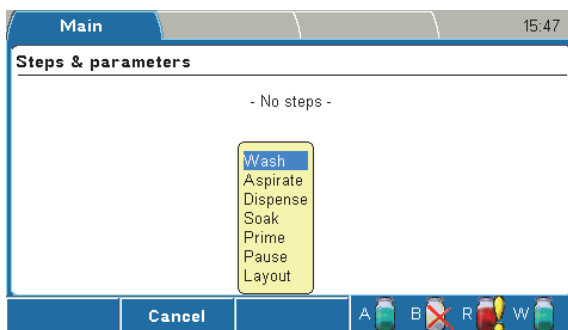 Main 15:47
Steps & parameters
- No steps -
Wash
Aspirate
Dispense
Soak
Prime
Pause
Layout
Cancel A B R W